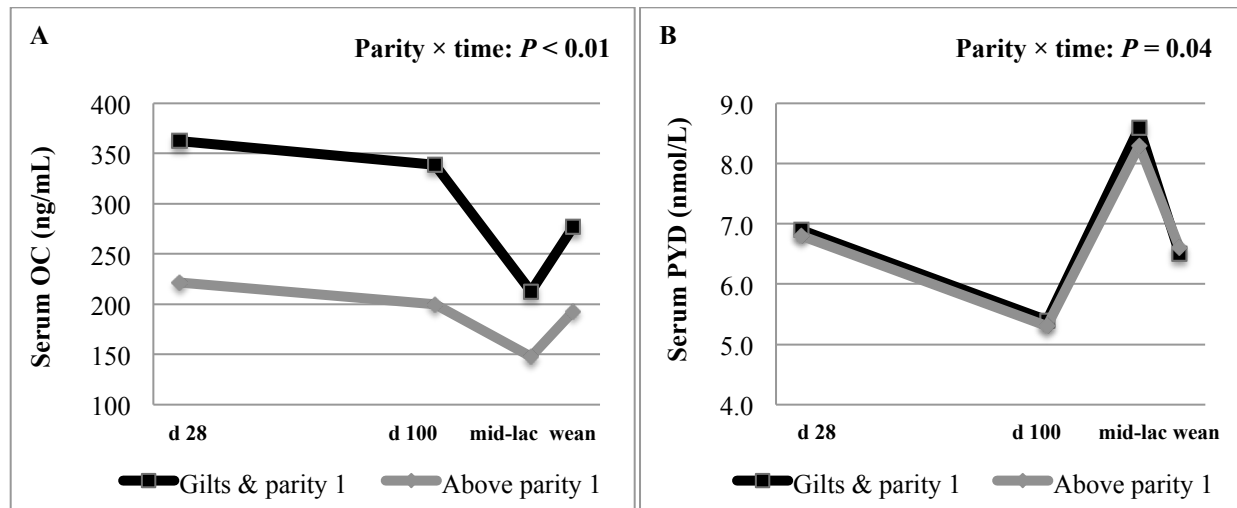 A
Parity × time: P < 0.01
Serum OC (ng/mL)
400
350
300
250
200
150
100
d 28 d 100 mid-lac wean
Gilts & parity 1 Above parity 1
B
Parity × time: P = 0.04
Serum PYD (nmol/L)
9.0
8.0
7.0
6.0
5.0
4.0
d 28 d 100 mid-lac wean
Gilts & parity 1 Above parity 1